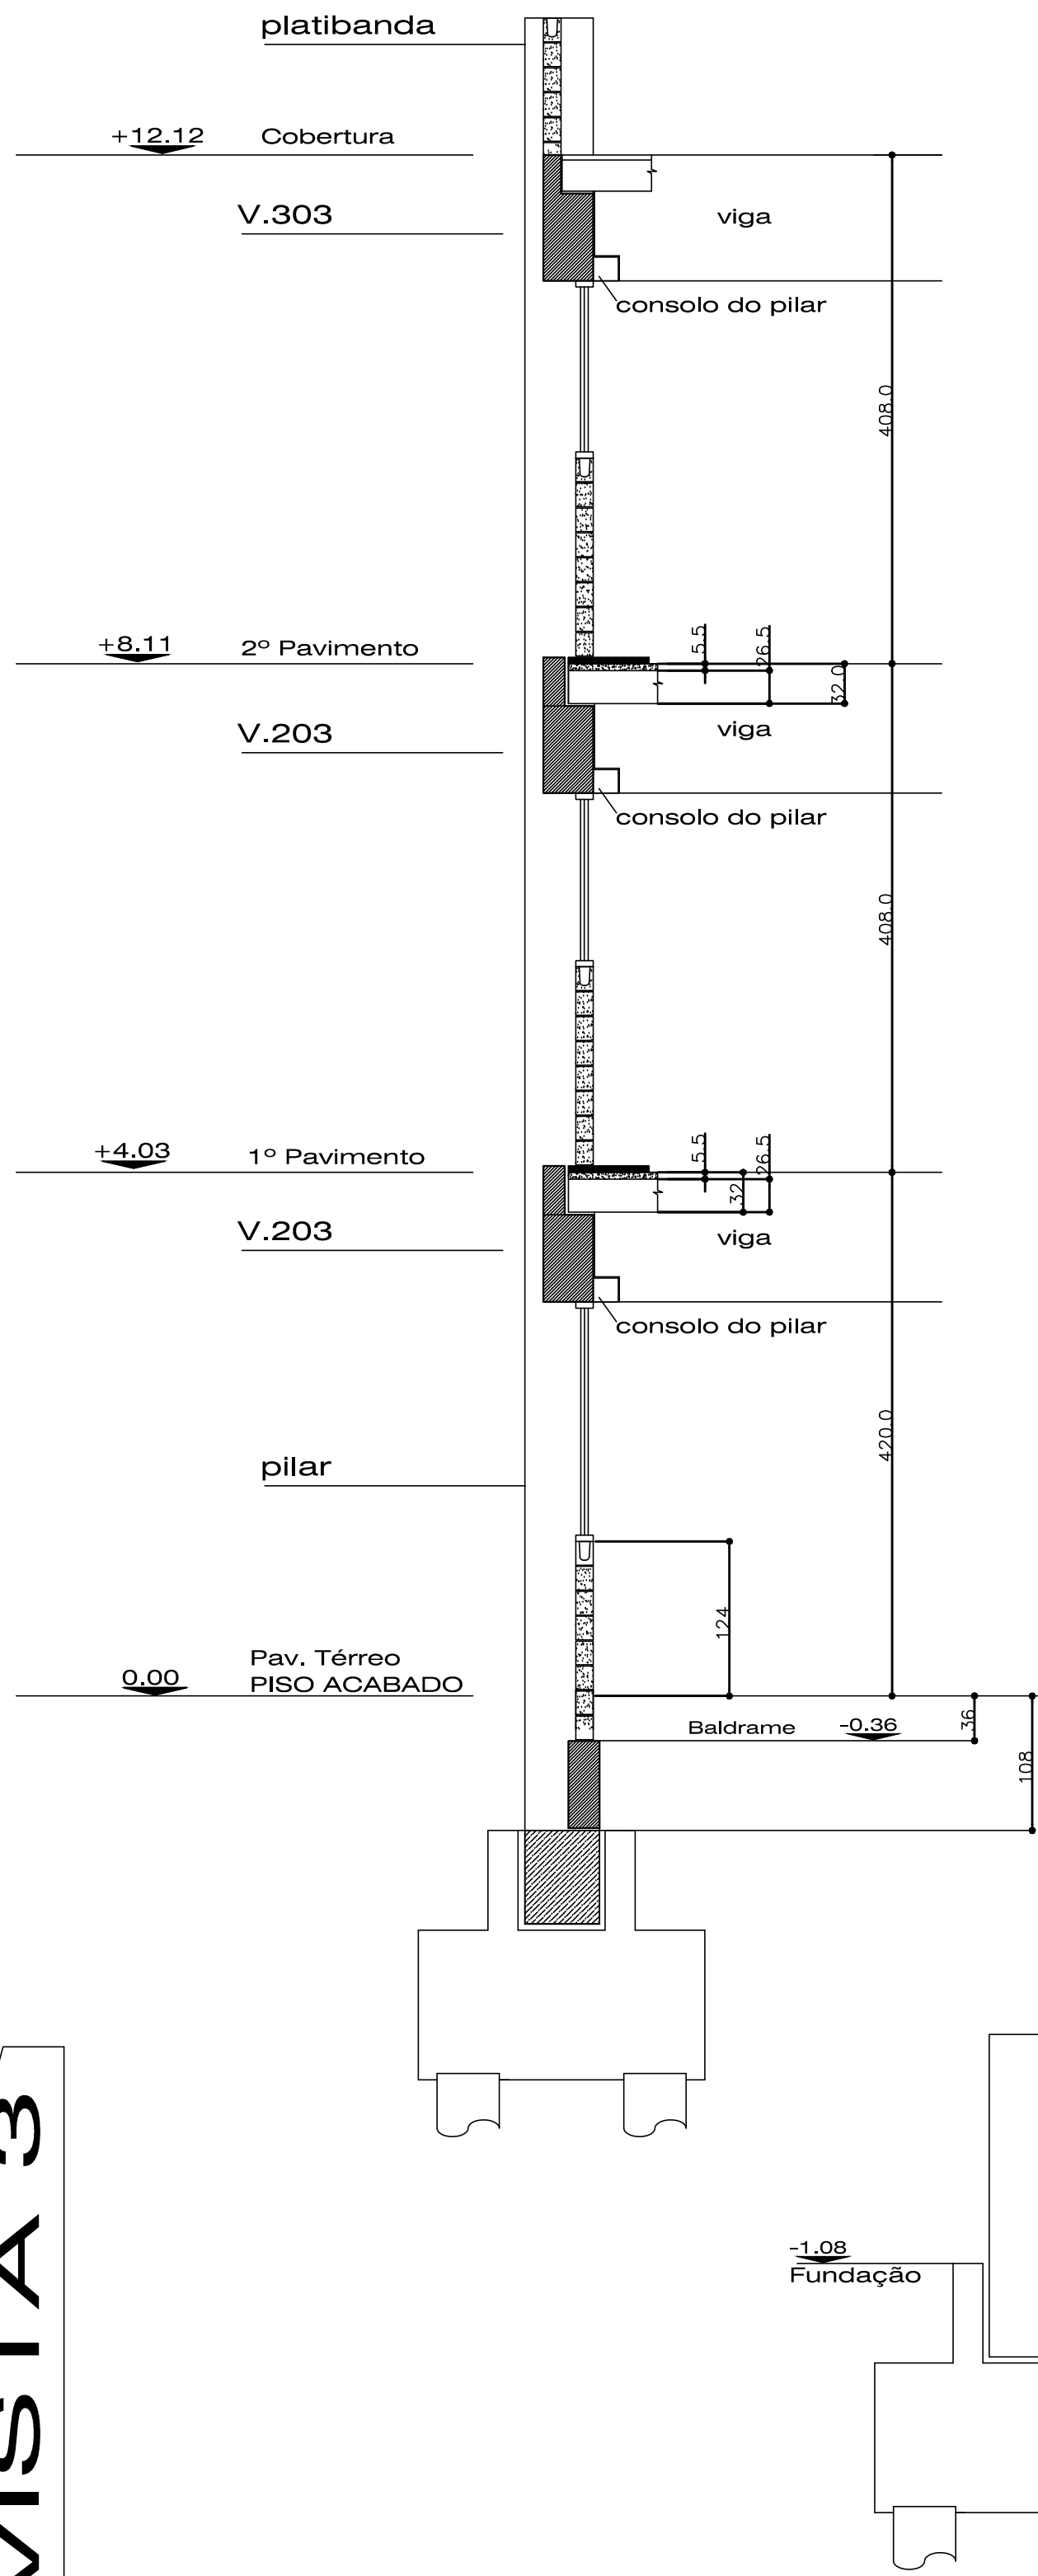 platibanda
+12.12 Cobertura
V.303
viga
consolo do pilar
408.0
+8.11 2º Pavimento
5.5
26.5
32.0
V.203
viga
consolo do pilar
408.0
+4.03 1º Pavimento
5.5
26.5
32
V.203
viga
consolo do pilar
420.0
pilar
124
0.00 Pav. Térreo
PISO ACABADO
Baldrame -0.36
36
108
VISTA 3
-1.08
Fundação